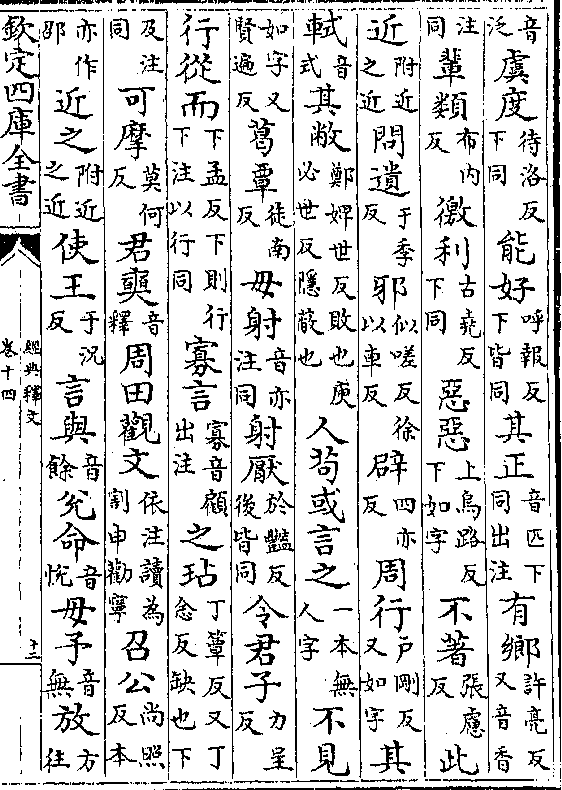 音泛虞度待洛反下同能好呼報反下皆同其正音匹下同出注有鄉許亮反又音香
注同輩類布内反徼利古堯反下同惡惡上烏路反下如字不著張慮反此
近附近之近問遺于季反邪似嗟反徐以車反辟四亦反周行户剛反又如字其
軾音式其敝鄭婢世反敗也庾必世反隱蔽也人苟或言之一本無人字不見
如字又賢遍反葛覃徒南反毋射音亦注同射厭於豔反後皆同令君子力呈反
行從而下孟反下則行下注以行同寡言寡音顧出注之玷丁簟反又丁念反缺也下
及注同可摩莫何反君奭音釋周田觀文依注讀為割申勸寧召公尚照反本
亦作邵近之附近之近使王于況反言與音餘兊命音恱毋予音無放方往
欽定四庫全書
經典釋文
卷十四
十二